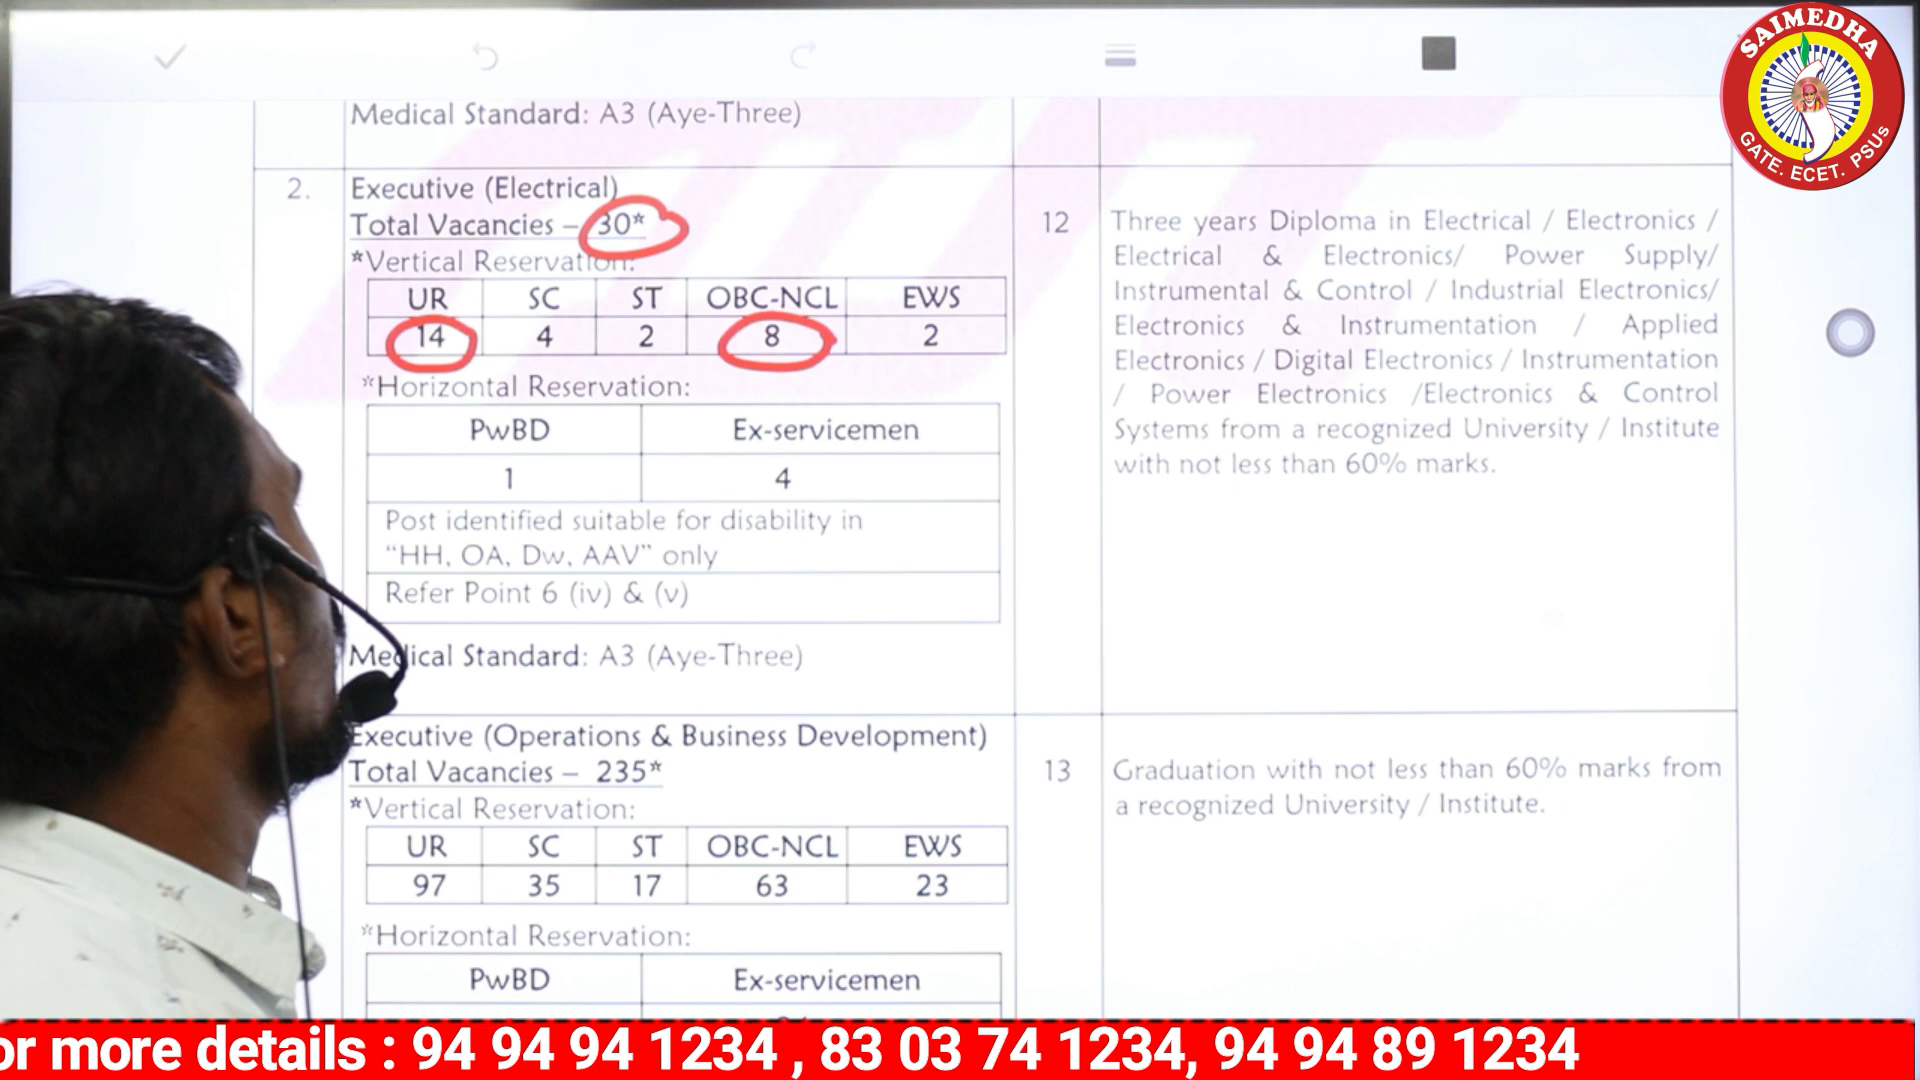 SAIMEDHA
GATE. ECET. PSUs
Medical Standard: A3 (Aye-Three)
2.
Executive (Electrical)
Total Vacancies – 30*
*Vertical Reservation:
UR SC ST OBC-NCL EWS
14 4 2 8 2
*Horizontal Reservation:
PwBD Ex-servicemen
1 4
Post identified suitable for disability in
“HH, OA, Dw, AAV” only
Refer Point 6 (iv) & (v)
Medical Standard: A3 (Aye-Three)
12
Three years Diploma in Electrical / Electronics /
Electrical & Electronics/ Power Supply/
Instrumental & Control / Industrial Electronics/
Electronics & Instrumentation / Applied
Electronics / Digital Electronics / Instrumentation
/ Power Electronics /Electronics & Control
Systems from a recognized University / Institute
with not less than 60% marks.
Executive (Operations & Business Development)
Total Vacancies – 235*
*Vertical Reservation:
UR SC ST OBC-NCL EWS
97 35 17 63 23
*Horizontal Reservation:
PwBD Ex-servicemen
13
Graduation with not less than 60% marks from
a recognized University / Institute.
or more details : 94 94 94 1234 , 83 03 74 1234, 94 94 89 1234